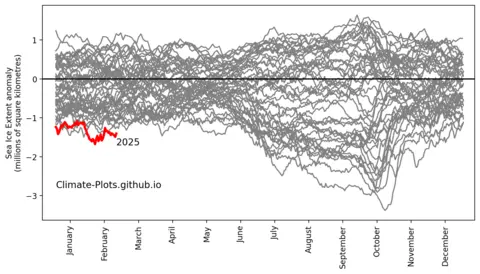 Sea Ice Extent anomaly
(millions of square kilometres)
1
0
−1
−2
−3
2025
Climate-Plots.github.io
January
February
March
April
May
June
July
August
September
October
November
December